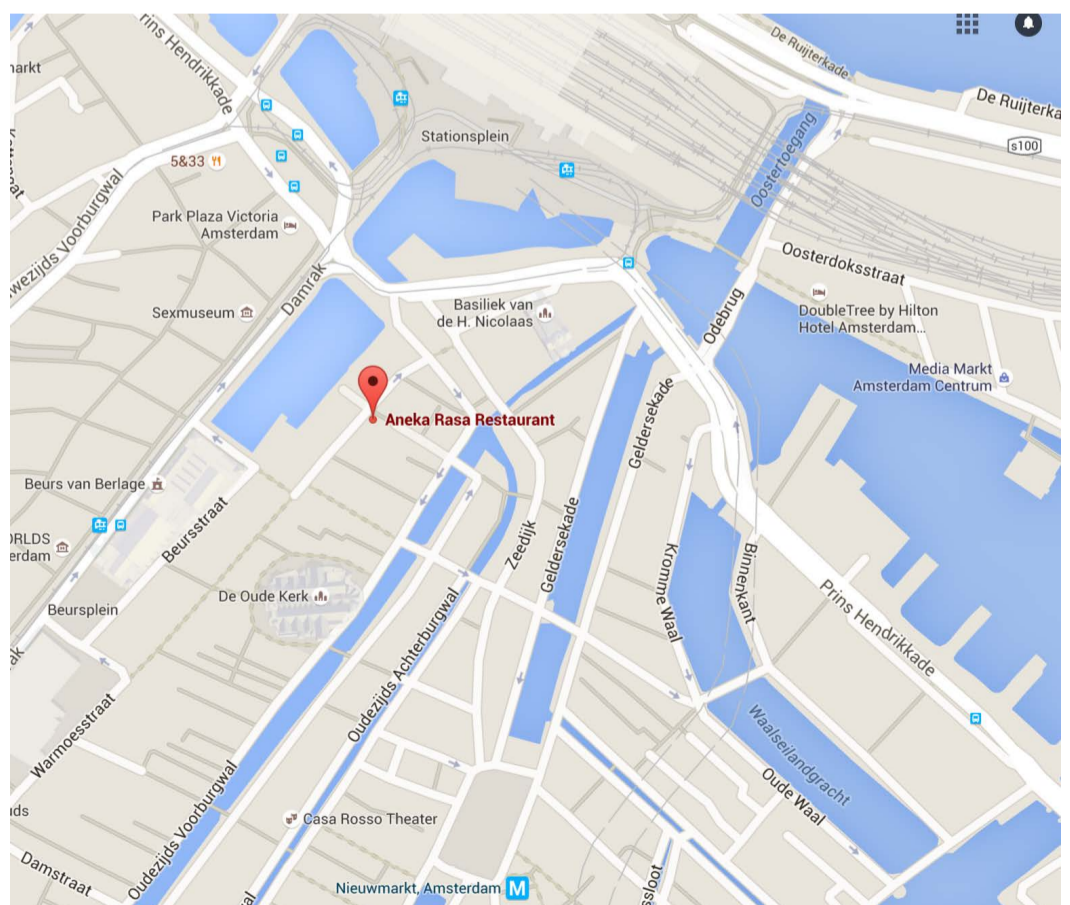 De Ruijterkade
Prins Hendrikkade
De Ruijterka
s100
Stationsplein
Oostertoegang
5&33
Park Plaza Victoria
Amsterdam
Oosterdoksstraat
Damrak
Sexmuseum
Basiliek van
de H. Nicolaas
Odebrug
DoubleTree by Hilton
Hotel Amsterdam...
Media Markt
Amsterdam Centrum
Aneka Rasa Restaurant
Geldersekade
Beurs van Berlage
Beursstraat
Geldersekade
Zeedijk
Kromme Waal
Binnenkant
De Oude Kerk
Beursplein
Prins Hendrikkade
Oudezijds Achterburgwal
Warmoesstraat
Waalseilandgracht
Oude Waal
Oudezijds Voorburgwal
Casa Rosso Theater
Damstraat
Nieuwmarkt, Amsterdam
M